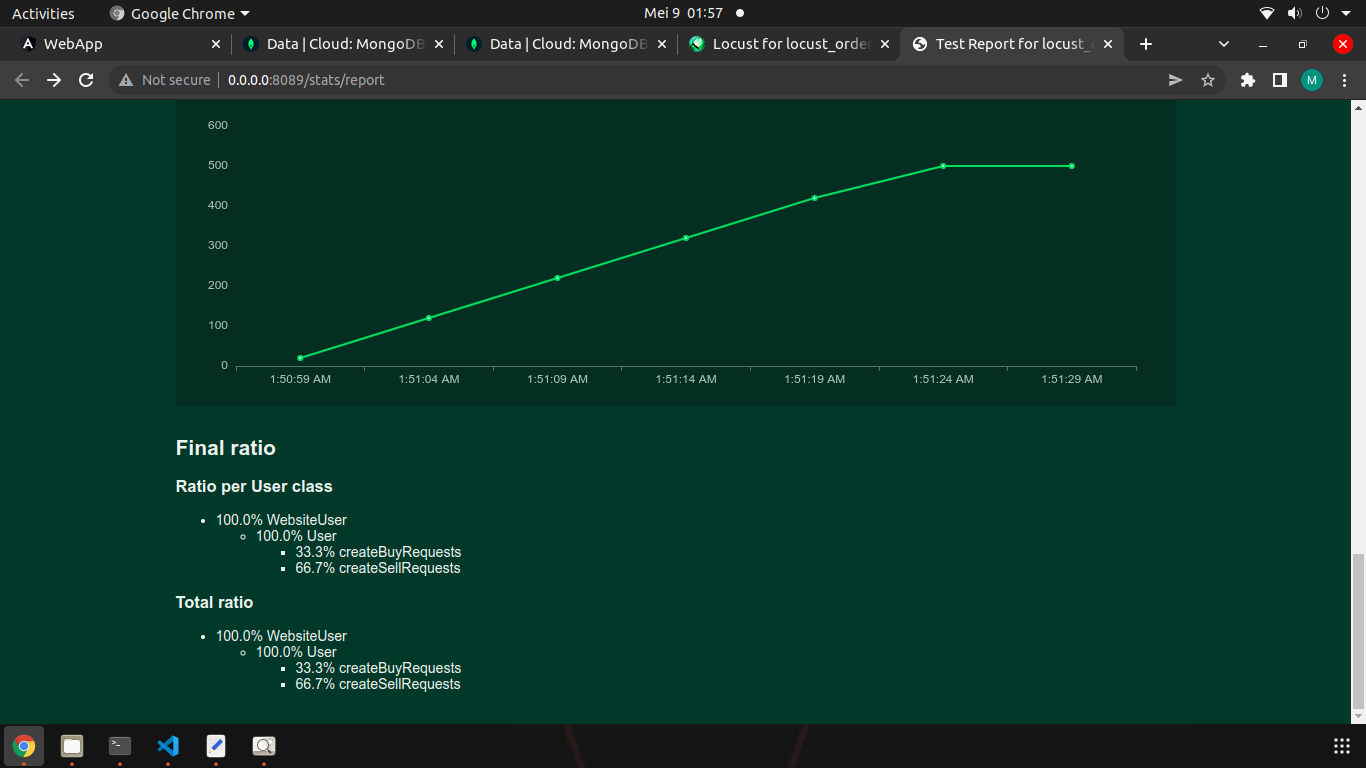 Activities
Google Chrome
Mei 9 01:57
WebApp
Data | Cloud: MongoDB
Data | Cloud: MongoDB
Locust for locust_order
Test Report for locust_
Not secure
0.0.0.0:8089/stats/report
M
600
500
400
300
200
100
0
1:50:59 AM
1:51:04 AM
1:51:09 AM
1:51:14 AM
1:51:19 AM
1:51:24 AM
1:51:29 AM
Final ratio
Ratio per User class
100.0% WebsiteUser
100.0% User
33.3% createBuyRequests
66.7% createSellRequests
Total ratio
100.0% WebsiteUser
100.0% User
33.3% createBuyRequests
66.7% createSellRequests